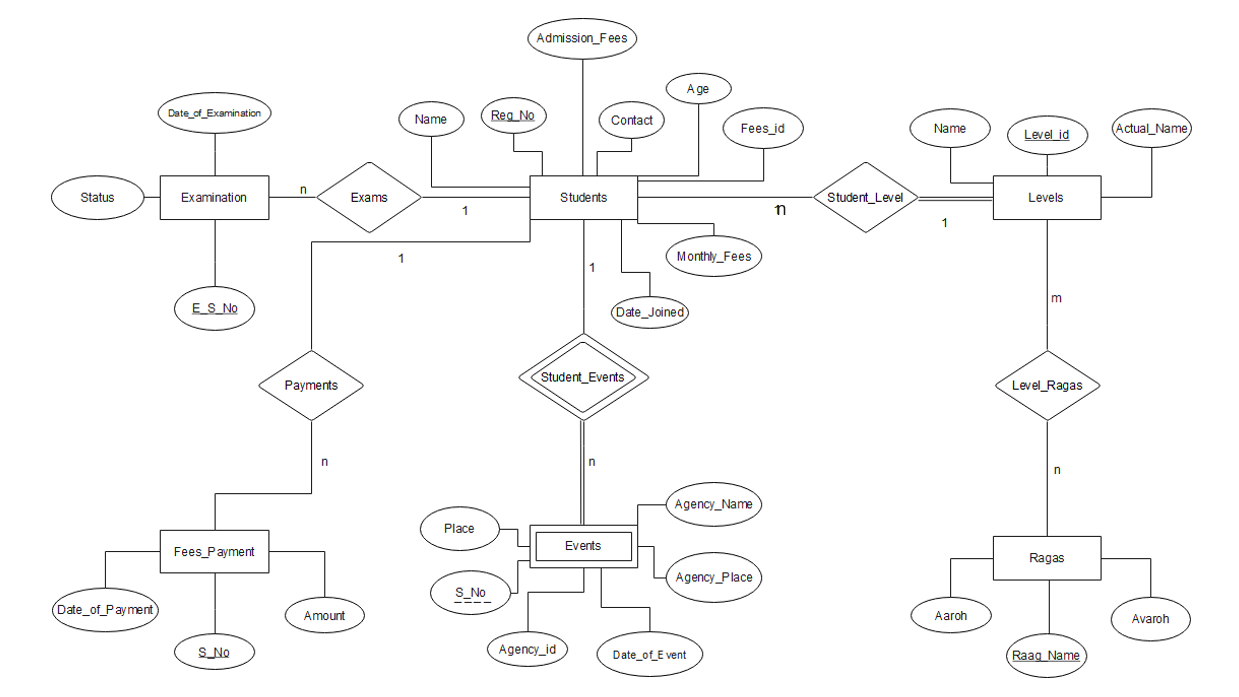 Admission_Fees
Age
Date_of_Examination
Name
Reg_No
Contact
Fees_id
Name
Level_id
Actual_Name
Status
Examination
n
Exams
1
Students
Student_Level
1
Levels
1
1
Monthly_Fees
E_S_No
Date_Joined
m
Payments
Student_Events
Level_Ragas
n
n
n
Agency_Name
Place
Fees_Payment
Events
Ragas
Agency_Place
S_No
Date_of_Payment
Amount
Aaroh
Avaroh
S_No
Agency_id
Date_of_Event
Raag_Name